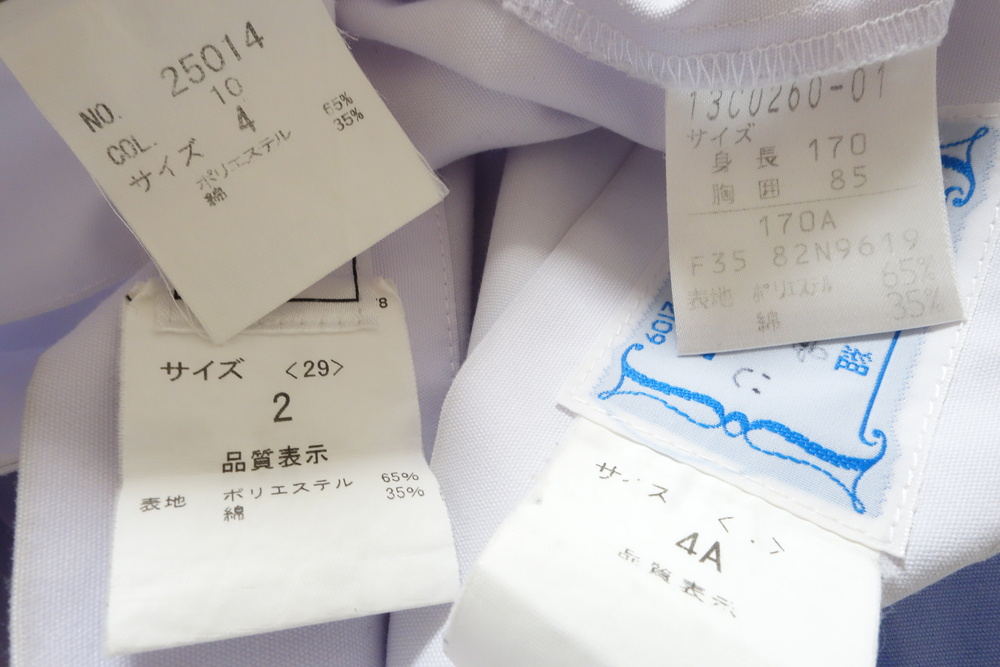 NO. 25014
COL. 10
サイズ 4
ポリエステル 65%
綿 35%
サイズ <29>
2
品質表示
表地 ポリエステル 65%
綿 35%
13C0260-01
サイズ
身長 170
胸囲 85
170A
F35 82N9619
表地 ポリエステル 65%
綿 35%
サイズ
< >
4A
品質表示